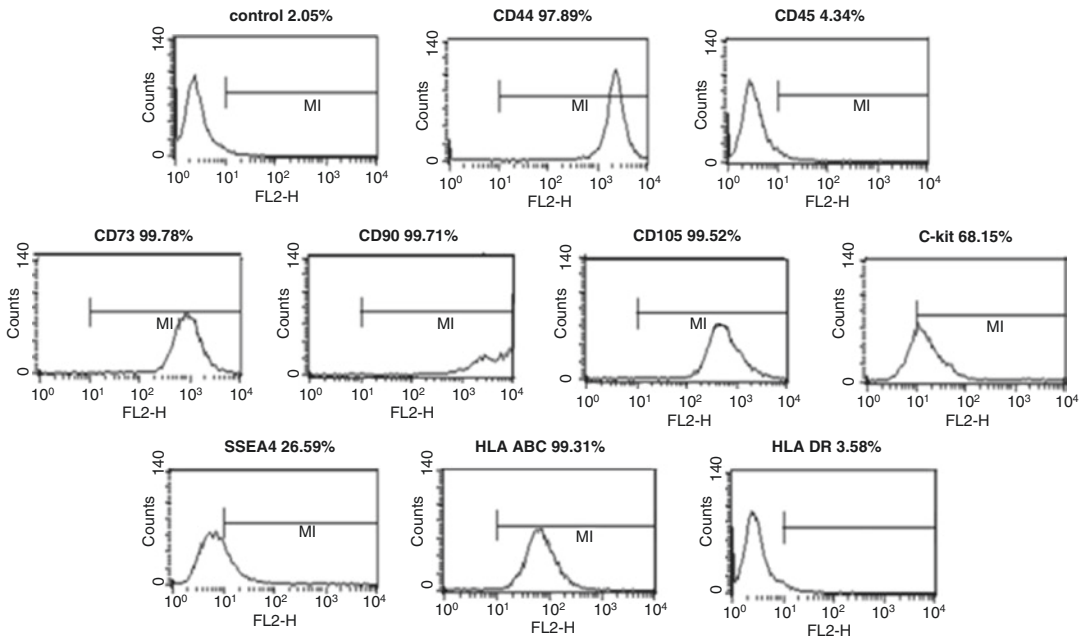 control 2.05%
140
Counts
0
MI
10⁰ 10¹ 10² 10³ 10⁴
FL2-H
CD44 97.89%
140
Counts
0
MI
10⁰ 10¹ 10² 10³ 10⁴
FL2-H
CD45 4.34%
140
Counts
0
MI
10⁰ 10¹ 10² 10³ 10⁴
FL2-H
CD73 99.78%
140
Counts
0
MI
10⁰ 10¹ 10² 10³ 10⁴
FL2-H
CD90 99.71%
140
Counts
0
MI
10⁰ 10¹ 10² 10³ 10⁴
FL2-H
CD105 99.52%
140
Counts
0
MI
10⁰ 10¹ 10² 10³ 10⁴
FL2-H
C-kit 68.15%
140
Counts
0
MI
10⁰ 10¹ 10² 10³ 10⁴
FL2-H
SSEA4 26.59%
140
Counts
0
MI
10⁰ 10¹ 10² 10³ 10⁴
FL2-H
HLA ABC 99.31%
140
Counts
0
MI
10⁰ 10¹ 10² 10³ 10⁴
FL2-H
HLA DR 3.58%
140
Counts
0
10⁰ 10¹ 10² 10³ 10⁴
FL2-H